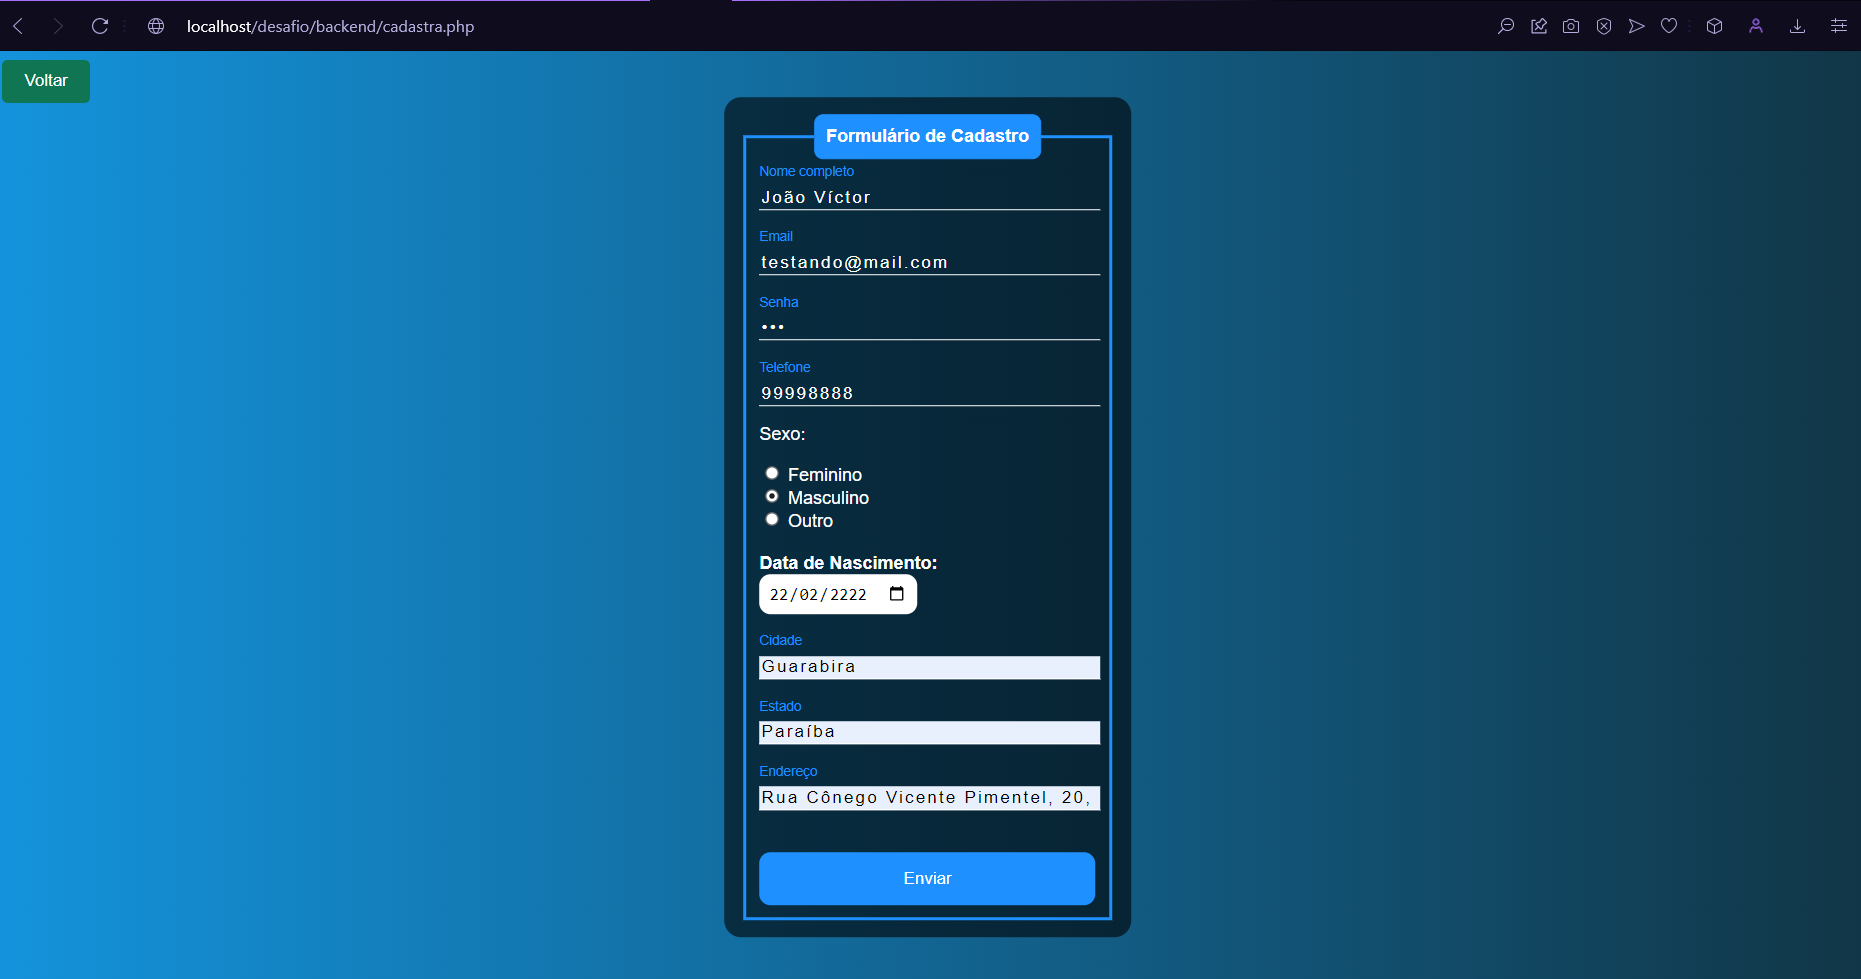 localhost/desafio/backend/cadastra.php
Voltar
Formulário de Cadastro
Nome completo
João Víctor
Email
testando@mail.com
Senha
•••
Telefone
99998888
Sexo:
Feminino
Masculino
Outro
Data de Nascimento:
22/02/2222
Cidade
Guarabira
Estado
Paraíba
Endereço
Rua Cônego Vicente Pimentel, 20,
Enviar